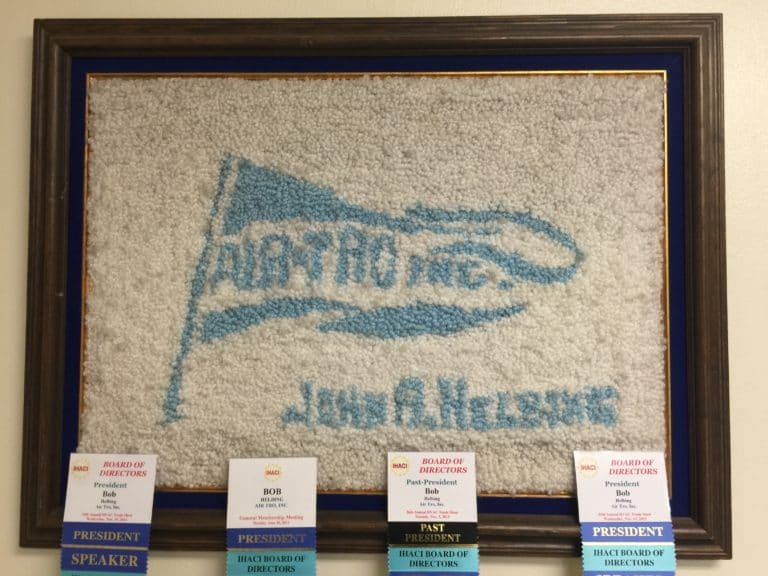 AIR-TRO INC.
JOHN A. HELBING
IHACI
BOARD OF
DIRECTORS
President
Bob
Helbing
Air Tro, Inc.
PRESIDENT
SPEAKER
IHACI
BOB
HELBING
AIR TRO, INC.
General Membership Meeting
PRESIDENT
IHACI BOARD OF
DIRECTORS
IHACI
BOARD OF
DIRECTORS
Past-President
Bob
Helbing
Air Tro, Inc.
PAST
PRESIDENT
IHACI BOARD OF
DIRECTORS
IHACI
BOARD OF
DIRECTORS
President
Bob
Helbing
Air Tro, Inc.
PRESIDENT
IHACI BOARD OF
DIRECTORS